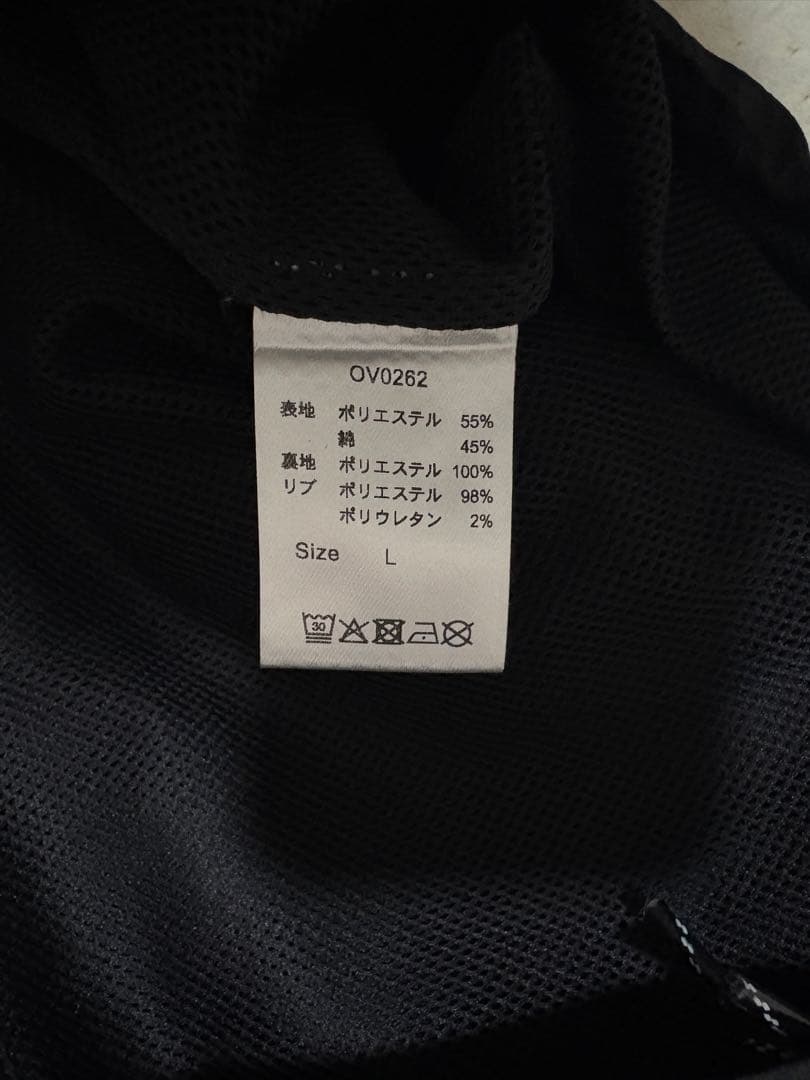 OV0262
表地 ポリエステル 55%
綿 45%
裏地 ポリエステル 100%
リブ ポリエステル 98%
ポリウレタン 2%
Size L
30